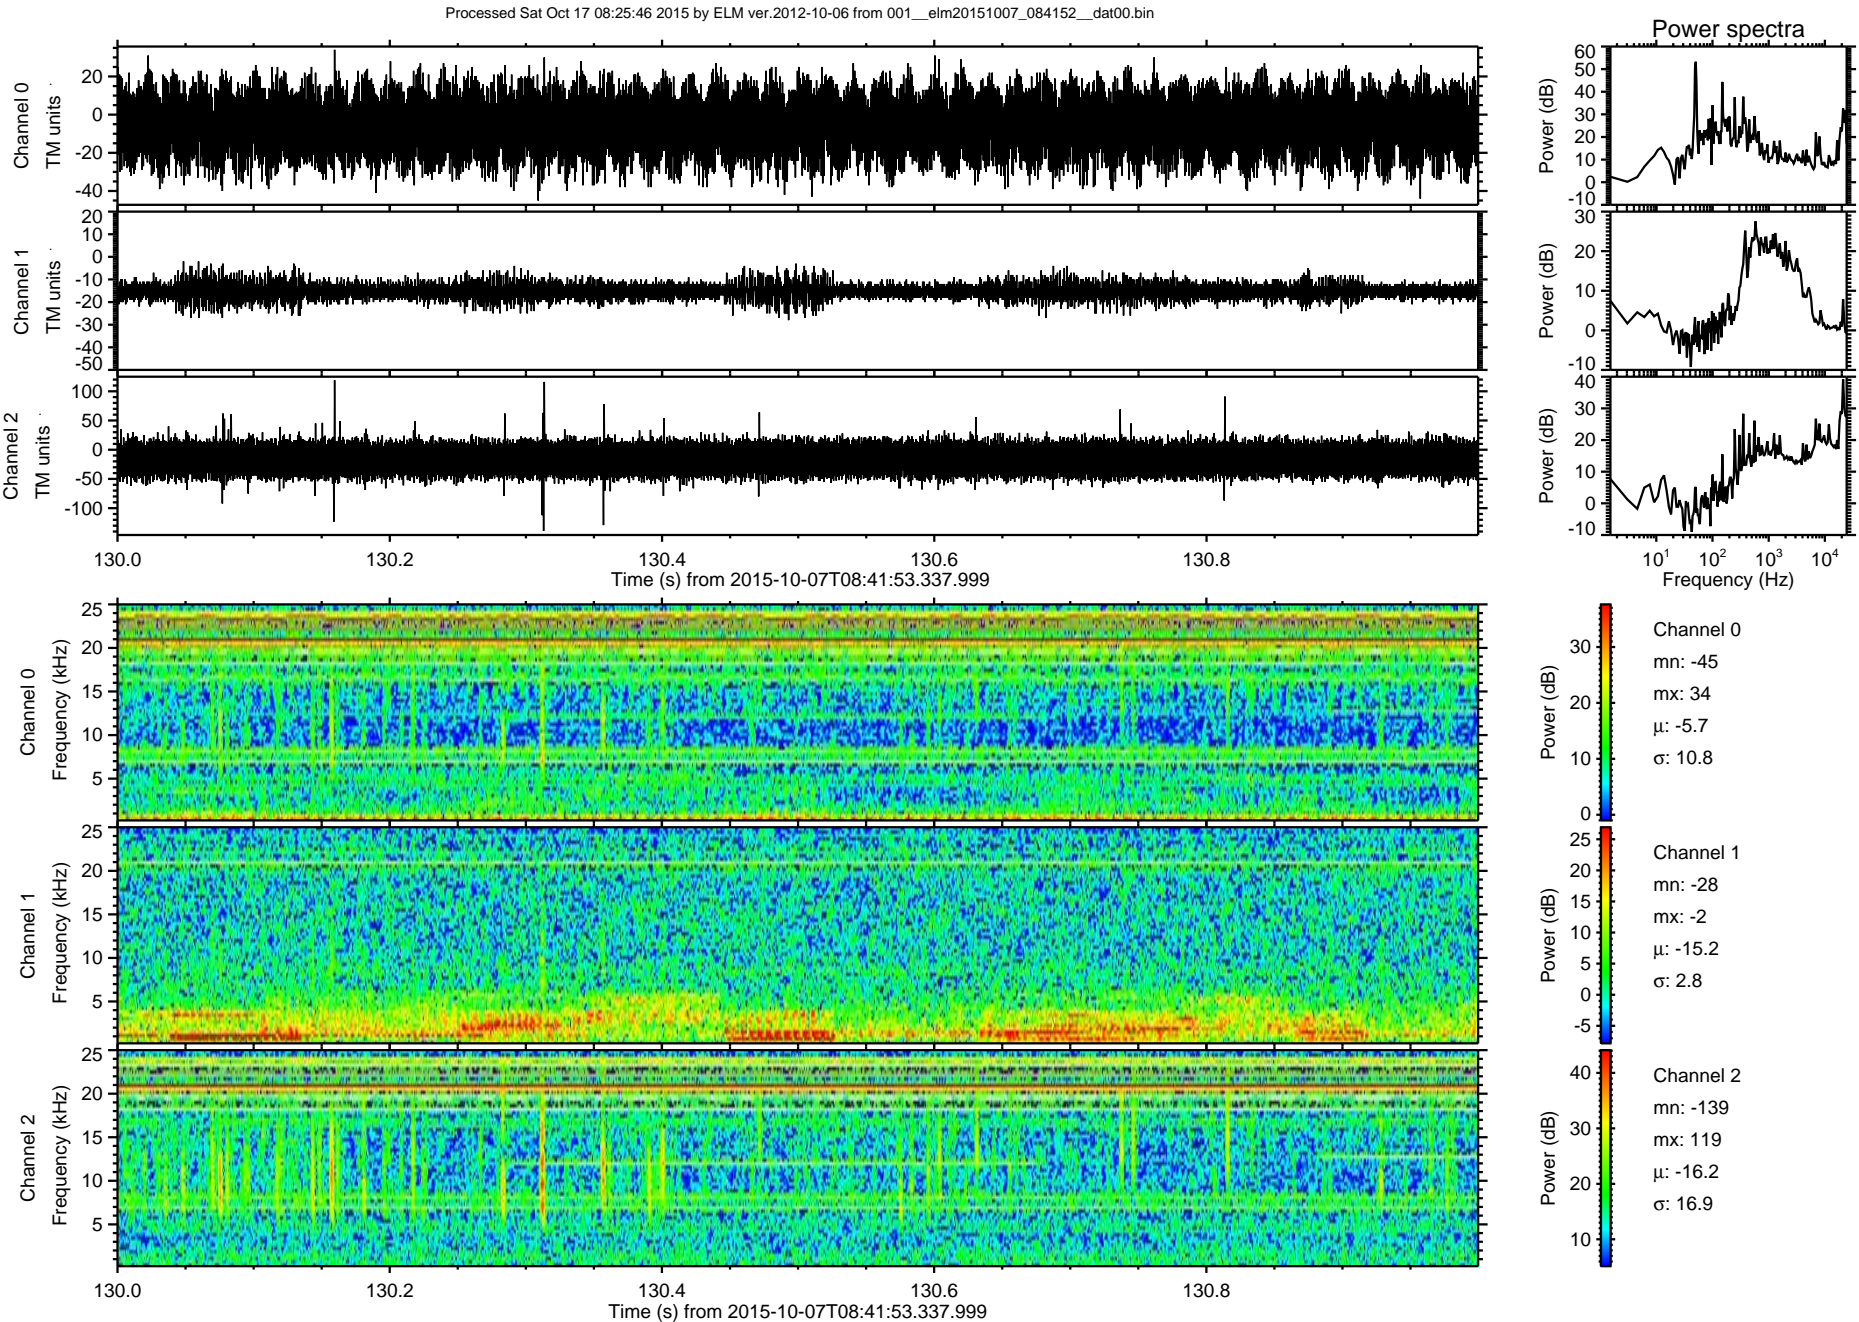 Processed Sat Oct 17 08:25:46 2015 by ELM ver.2012-10-06 from 001__elm20151007_084152__dat00.bin
Power spectra
Channel 0
TM units
20
0
-20
-40
Power (dB)
60
50
40
30
20
10
0
-10
Channel 1
TM units
20
10
0
-10
-20
-30
-40
-50
Power (dB)
30
20
10
0
-10
Channel 2
TM units
100
50
0
-50
-100
Power (dB)
40
30
20
10
0
-10
130.0 130.2 130.4 130.6 130.8
Time (s) from 2015-10-07T08:41:53.337.999
10^1 10^2 10^3 10^4
Frequency (Hz)
Channel 0
Frequency (kHz)
25
20
15
10
5
Power (dB)
30
20
10
0
Channel 0
mn: -45
mx: 34
µ: -5.7
σ: 10.8
Channel 1
Frequency (kHz)
25
20
15
10
5
Power (dB)
25
20
15
10
5
0
-5
Channel 1
mn: -28
mx: -2
µ: -15.2
σ: 2.8
Channel 2
Frequency (kHz)
25
20
15
10
5
Power (dB)
40
30
20
10
Channel 2
mn: -139
mx: 119
µ: -16.2
σ: 16.9
130.0 130.2 130.4 130.6 130.8
Time (s) from 2015-10-07T08:41:53.337.999